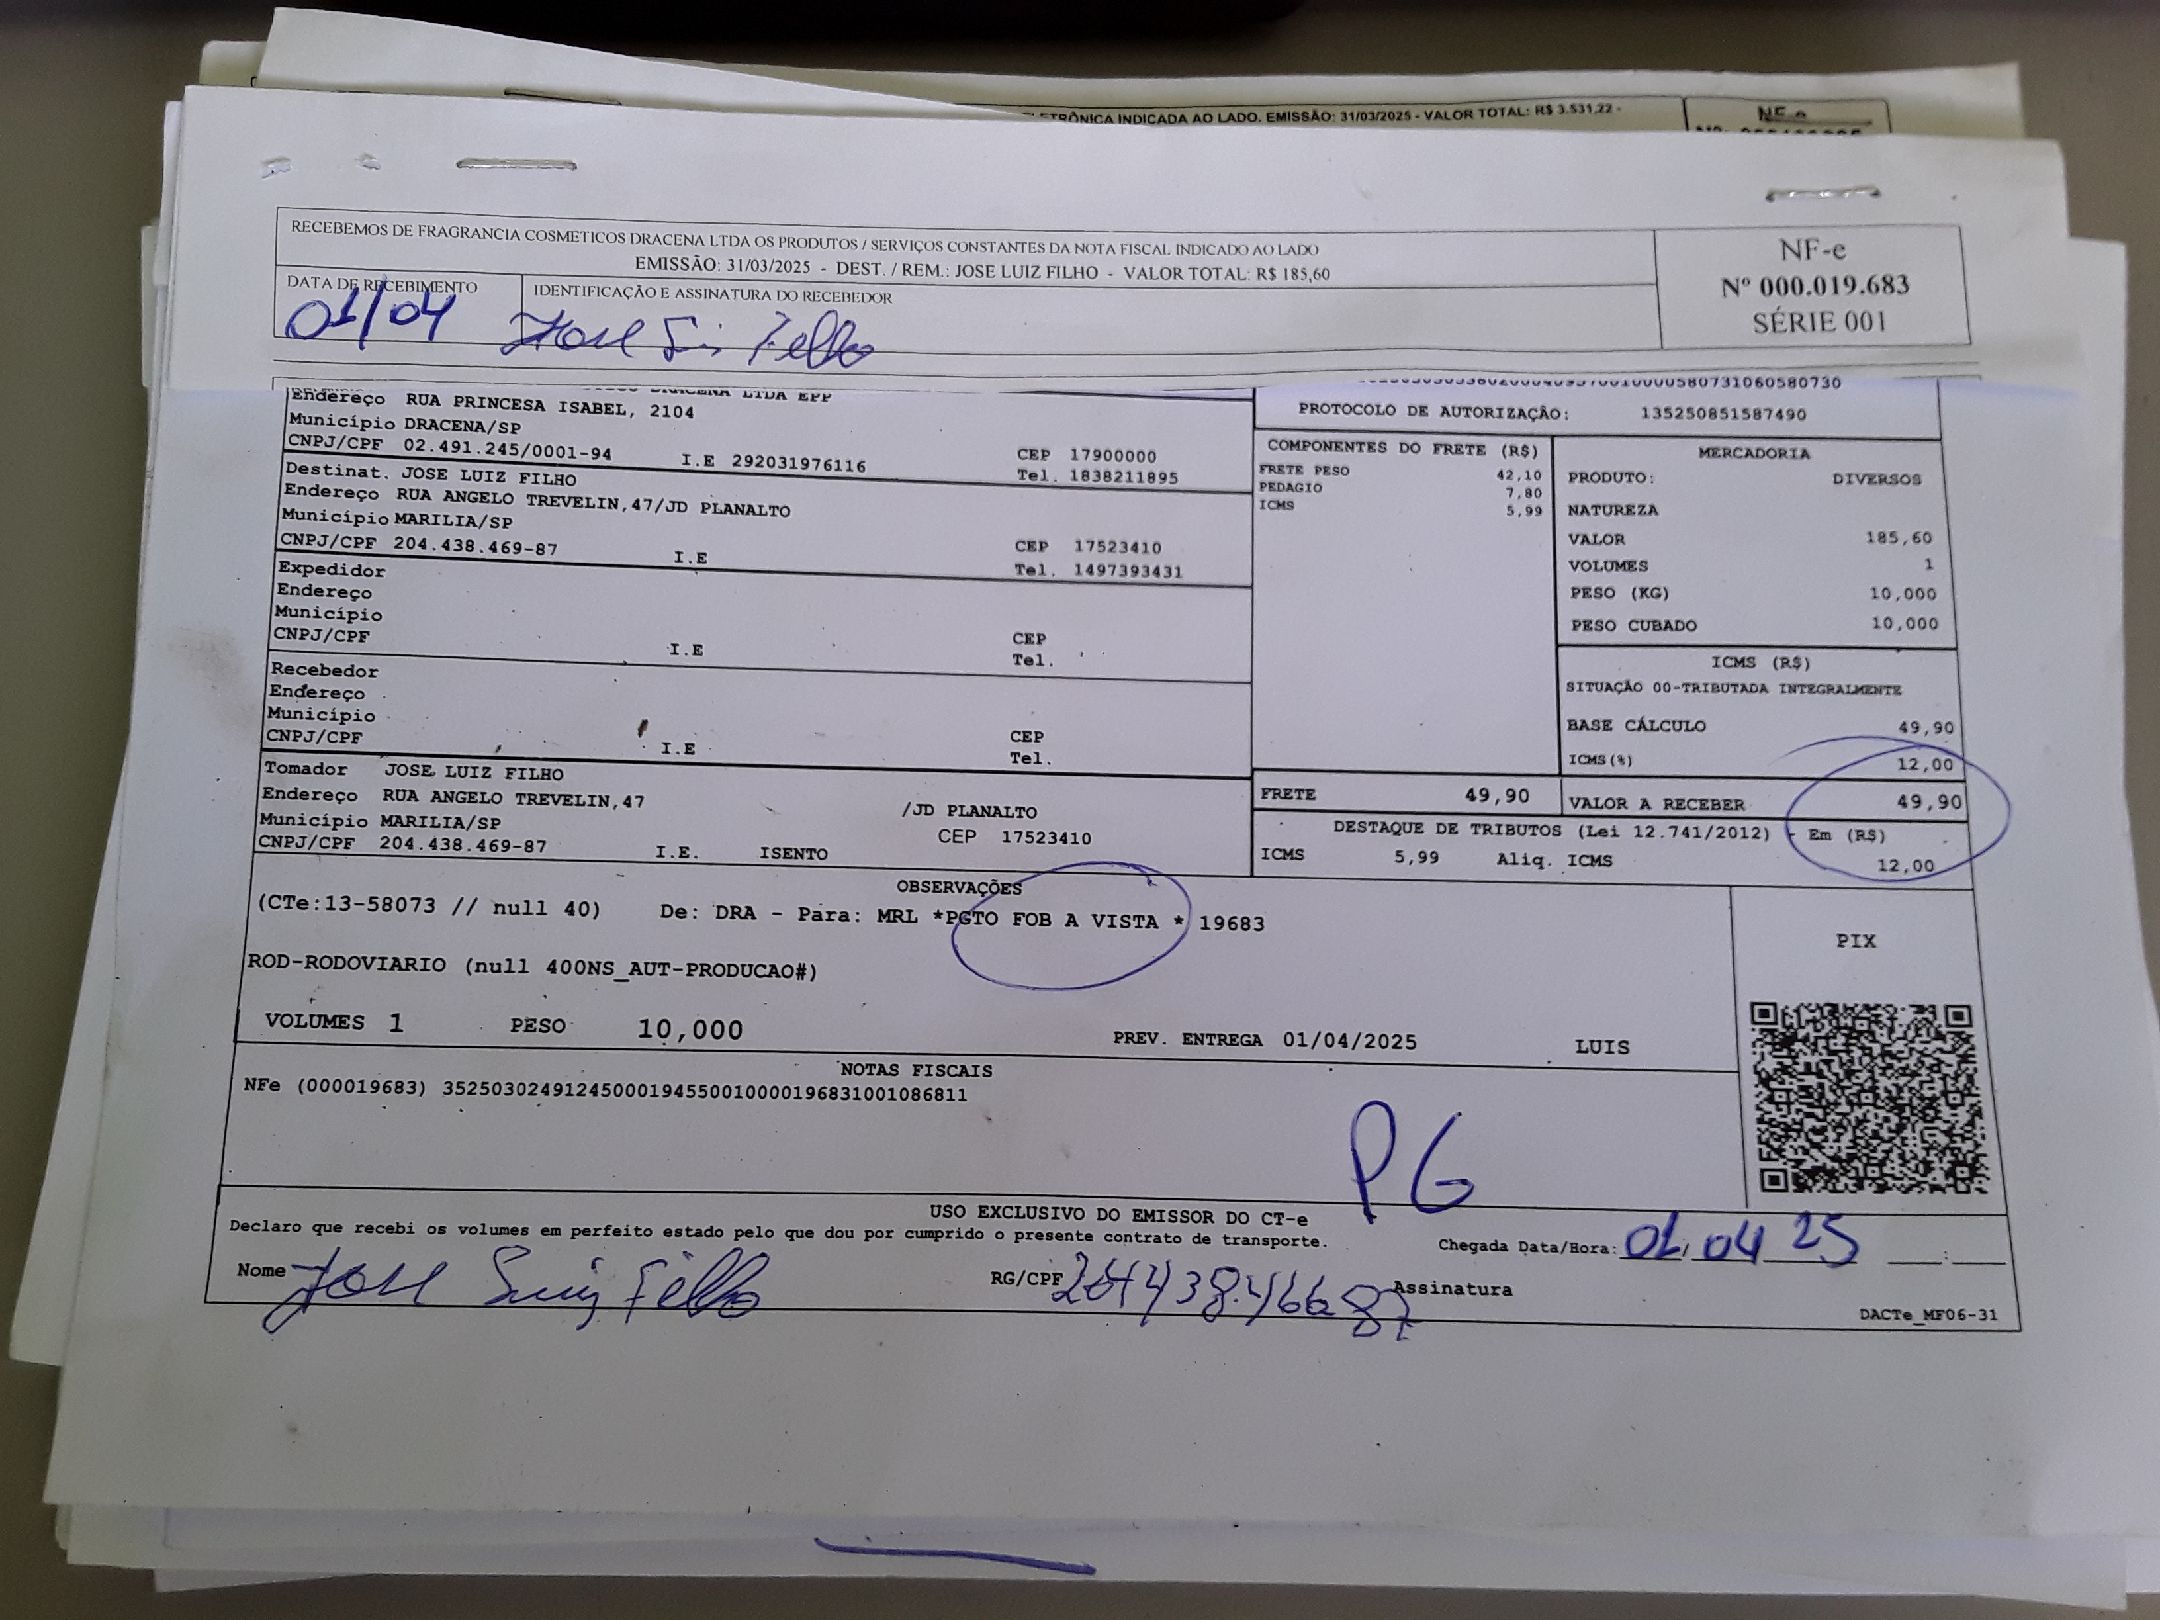 ETRÔNICA INDICADA AO LADO. EMISSÃO: 31/03/2025 - VALOR TOTAL: R$ 3.531,22 -
NF-e
RECEBEMOS DE FRAGRANCIA COSMETICOS DRACENA LTDA OS PRODUTOS / SERVIÇOS CONSTANTES DA NOTA FISCAL INDICADO AO LADO
EMISSÃO: 31/03/2025 - DEST. / REM.: JOSE LUIZ FILHO - VALOR TOTAL: R$ 185,60
NF-e
Nº 000.019.683
SÉRIE 001
DATA DE RECEBIMENTO
01/04
IDENTIFICAÇÃO E ASSINATURA DO RECEBEDOR
Jose Luiz Filho
DRACENA LTDA EPP
Endereço RUA PRINCESA ISABEL, 2104
Município DRACENA/SP
CNPJ/CPF 02.491.245/0001-94 I.E 292031976116 CEP 17900000
Tel. 1838211895
Destinat. JOSE LUIZ FILHO
Endereço RUA ANGELO TREVELIN,47/JD PLANALTO
Município MARILIA/SP
CNPJ/CPF 204.438.469-87 I.E CEP 17523410
Tel. 1497393431
Expedidor
Endereço
Município
CNPJ/CPF I.E CEP
Tel.
Recebedor
Endereço
Município
CNPJ/CPF I.E CEP
Tel.
Tomador JOSE LUIZ FILHO
Endereço RUA ANGELO TREVELIN,47 /JD PLANALTO
Município MARILIA/SP CEP 17523410
CNPJ/CPF 204.438.469-87 I.E. ISENTO
PROTOCOLO DE AUTORIZAÇÃO: 135250851587490
COMPONENTES DO FRETE (R$)
FRETE PESO 42,10
PEDAGIO 7,80
ICMS 5,99
MERCADORIA
PRODUTO: DIVERSOS
NATUREZA
VALOR 185,60
VOLUMES 1
PESO (KG) 10,000
PESO CUBADO 10,000
ICMS (R$)
SITUAÇÃO 00-TRIBUTADA INTEGRALMENTE
BASE CÁLCULO 49,90
ICMS(%) 12,00
FRETE 49,90
VALOR A RECEBER 49,90
DESTAQUE DE TRIBUTOS (Lei 12.741/2012) - Em (R$)
ICMS 5,99 Aliq. ICMS 12,00
OBSERVAÇÕES
(CTe:13-58073 // null 40) De: DRA - Para: MRL *PGTO FOB A VISTA * 19683
ROD-RODOVIARIO (null 400NS_AUT-PRODUCAO#)
VOLUMES 1 PESO 10,000 PREV. ENTREGA 01/04/2025 LUIS
PIX
NOTAS FISCAIS
NFe (000019683) 35250302491245000194550010000196831001086811
PG
USO EXCLUSIVO DO EMISSOR DO CT-e
Declaro que recebi os volumes em perfeito estado pelo que dou por cumprido o presente contrato de transporte.
Chegada Data/Hora: 01/04 25 :
Nome Jose Luiz Filho RG/CPF Assinatura
DACTe_MF06-31